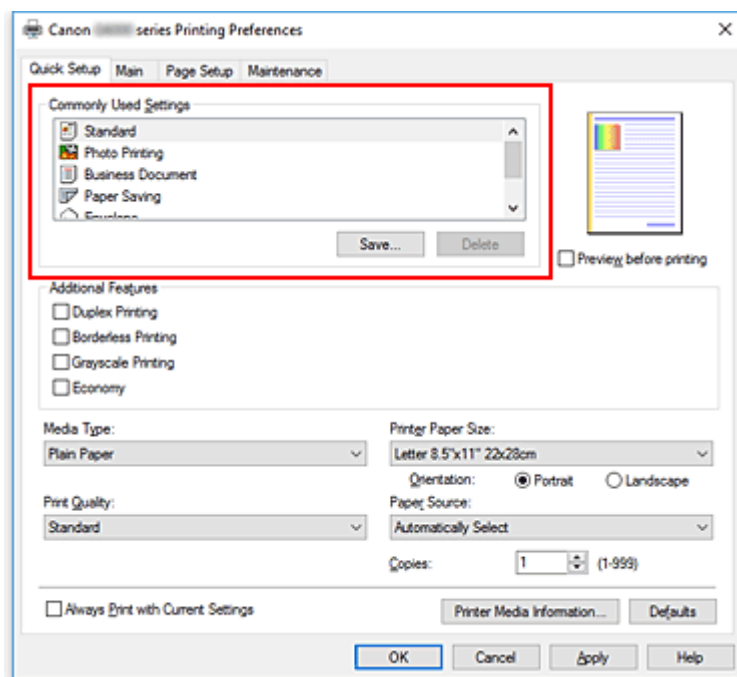 Canon series Printing Preferences
Quick Setup Main Page Setup Maintenance
Commonly Used Settings
Standard
Photo Printing
Business Document
Paper Saving
Envelope
Save... Delete
Preview before printing
Additional Features
Duplex Printing
Borderless Printing
Grayscale Printing
Economy
Media Type:
Plain Paper
Printer Paper Size:
Letter 8.5"x11" 22x28cm
Orientation: Portrait Landscape
Print Quality:
Standard
Paper Source:
Automatically Select
Copies: 1 (1-999)
Always Print with Current Settings
Printer Media Information... Defaults
OK Cancel Apply Help